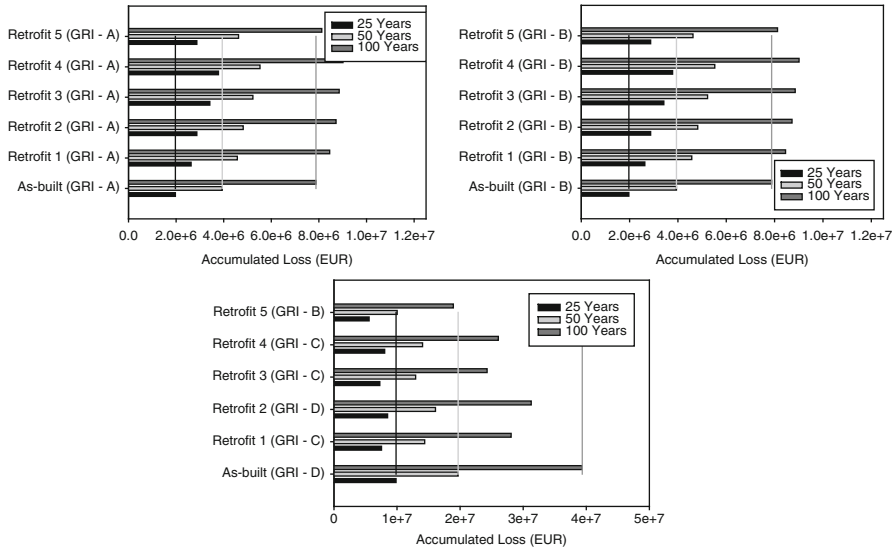 Retrofit 5 (GRI - A)
Retrofit 4 (GRI - A)
Retrofit 3 (GRI - A)
Retrofit 2 (GRI - A)
Retrofit 1 (GRI - A)
As-built (GRI - A)
25 Years
50 Years
100 Years
0.0 2.0e+6 4.0e+6 6.0e+6 8.0e+6 1.0e+7 1.2e+7
Accumulated Loss (EUR)
Retrofit 5 (GRI - B)
Retrofit 4 (GRI - B)
Retrofit 3 (GRI - B)
Retrofit 2 (GRI - B)
Retrofit 1 (GRI - B)
As-built (GRI - B)
25 Years
50 Years
100 Years
0.0 2.0e+6 4.0e+6 6.0e+6 8.0e+6 1.0e+7 1.2e+7
Accumulated Loss (EUR)
Retrofit 5 (GRI - B)
Retrofit 4 (GRI - C)
Retrofit 3 (GRI - C)
Retrofit 2 (GRI - D)
Retrofit 1 (GRI - C)
As-built (GRI - D)
25 Years
50 Years
100 Years
0 1e+7 2e+7 3e+7 4e+7 5e+7
Accumulated Loss (EUR)